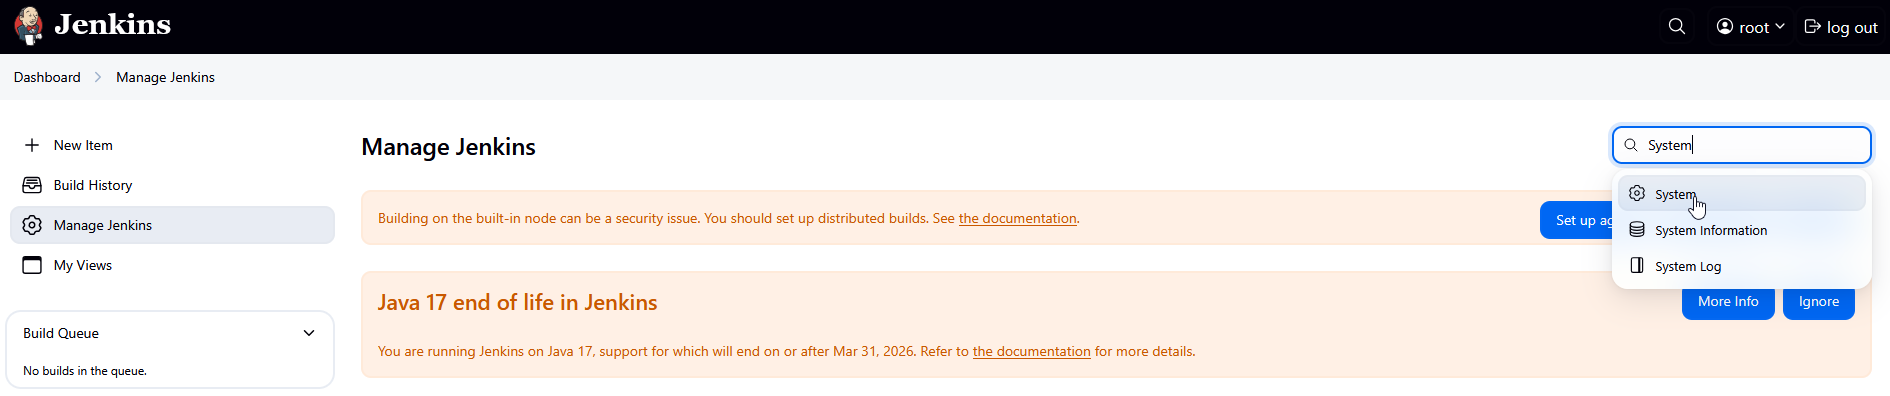 Jenkins
root
log out
Dashboard
Manage Jenkins
New Item
Build History
Manage Jenkins
My Views
Build Queue
No builds in the queue.
Manage Jenkins
System
System
System Information
System Log
Building on the built-in node can be a security issue. You should set up distributed builds. See the documentation.
Set up
Java 17 end of life in Jenkins
More Info
Ignore
You are running Jenkins on Java 17, support for which will end on or after Mar 31, 2026. Refer to the documentation for more details.